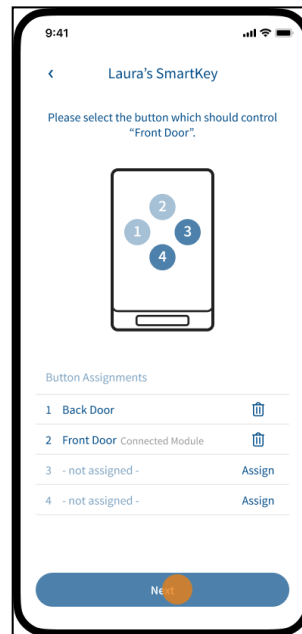 9:41
‹ Laura’s SmartKey
Please select the button which should control
“Front Door”.
2
1 3
4
Button Assignments
1 Back Door
2 Front Door Connected Module
3 - not assigned - Assign
4 - not assigned - Assign
Next